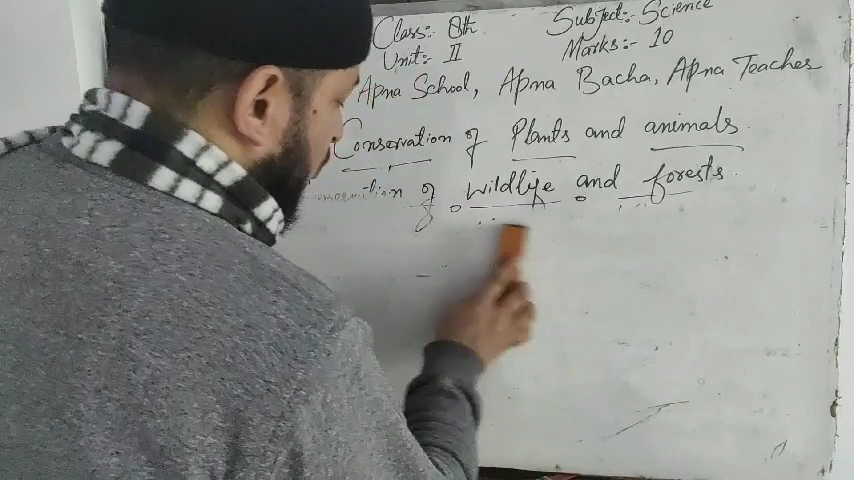 Class:- 8th Subject:- Science
Unit:- II Marks:- 10
Apna School, Apna Bacha, Apna Teacher
Conservation of Plants and animals.
of wildlife and forests.